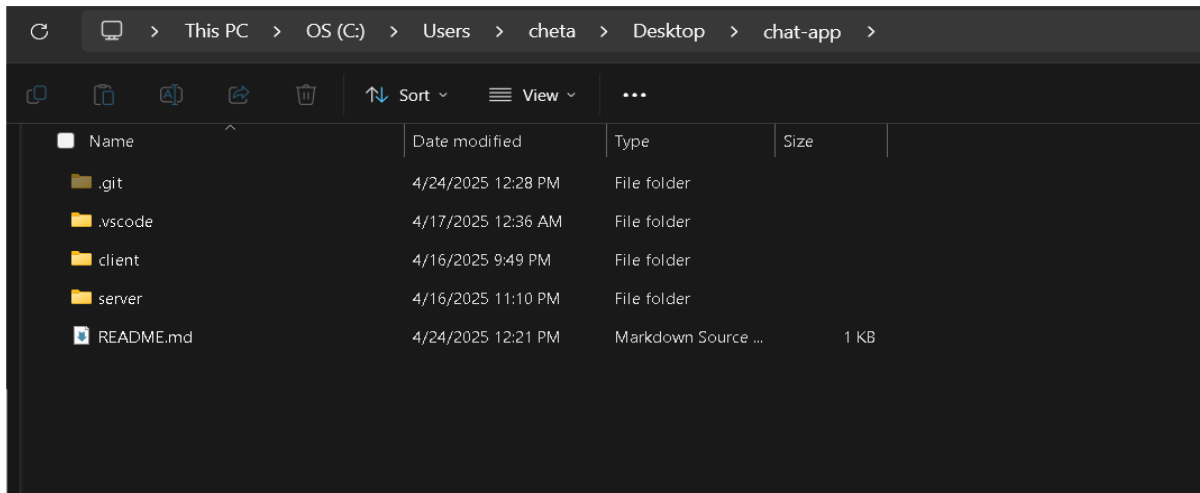 This PC > OS (C:) > Users > cheta > Desktop > chat-app >
Sort View ...
Name Date modified Type Size
.git 4/24/2025 12:28 PM File folder
.vscode 4/17/2025 12:36 AM File folder
client 4/16/2025 9:49 PM File folder
server 4/16/2025 11:10 PM File folder
README.md 4/24/2025 12:21 PM Markdown Source ... 1 KB